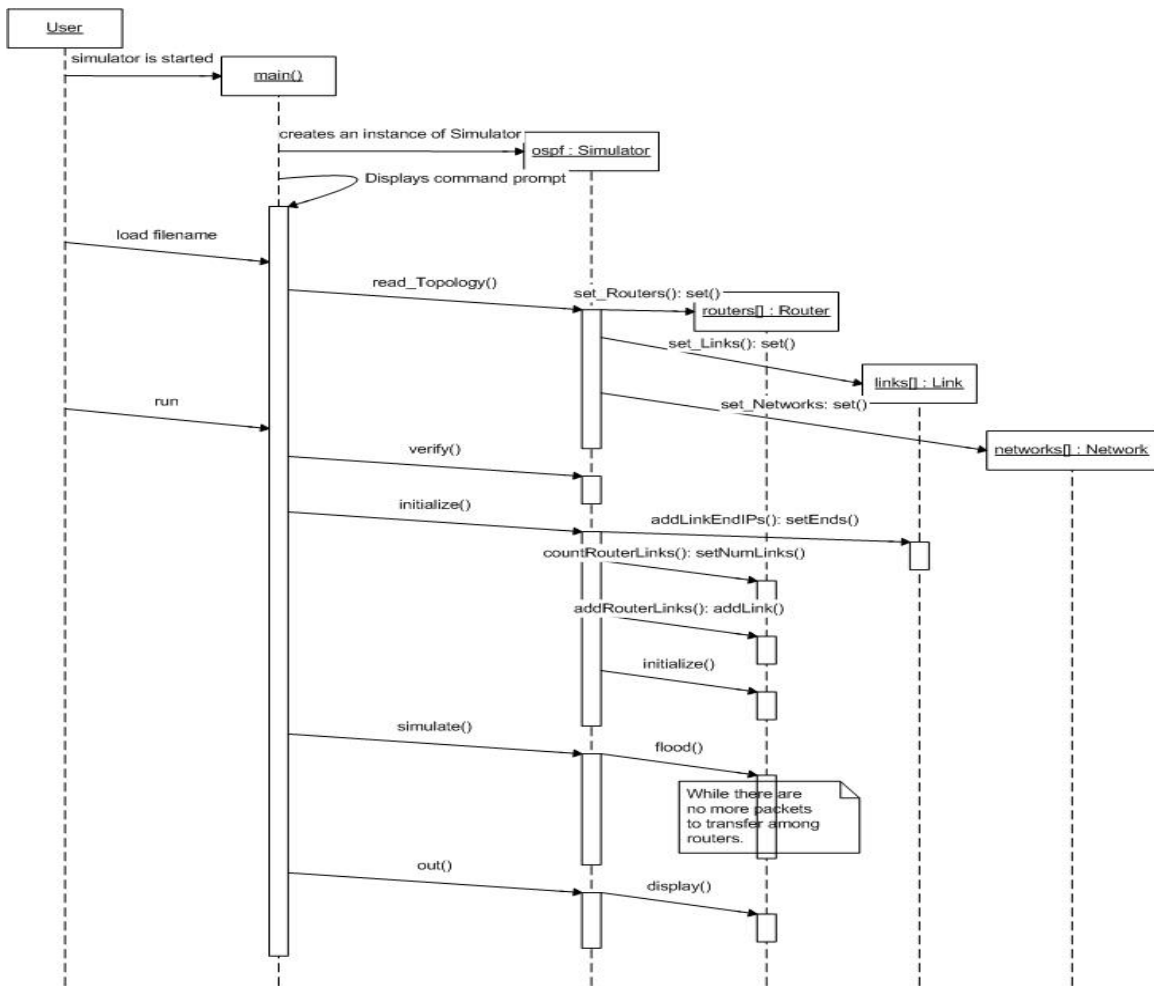 User
simulator is started
main()
creates an instance of Simulator
ospf : Simulator
Displays command prompt
load filename
read_Topology()
set_Routers(): set()
routers[] : Router
set_Links(): set()
links[] : Link
run
set_Networks: set()
networks[] : Network
verify()
initialize()
addLinkEndIPs(): setEnds()
countRouterLinks(): setNumLinks()
addRouterLinks(): addLink()
initialize()
simulate()
flood()
While there are
no more packets
to transfer among
routers.
out()
display()